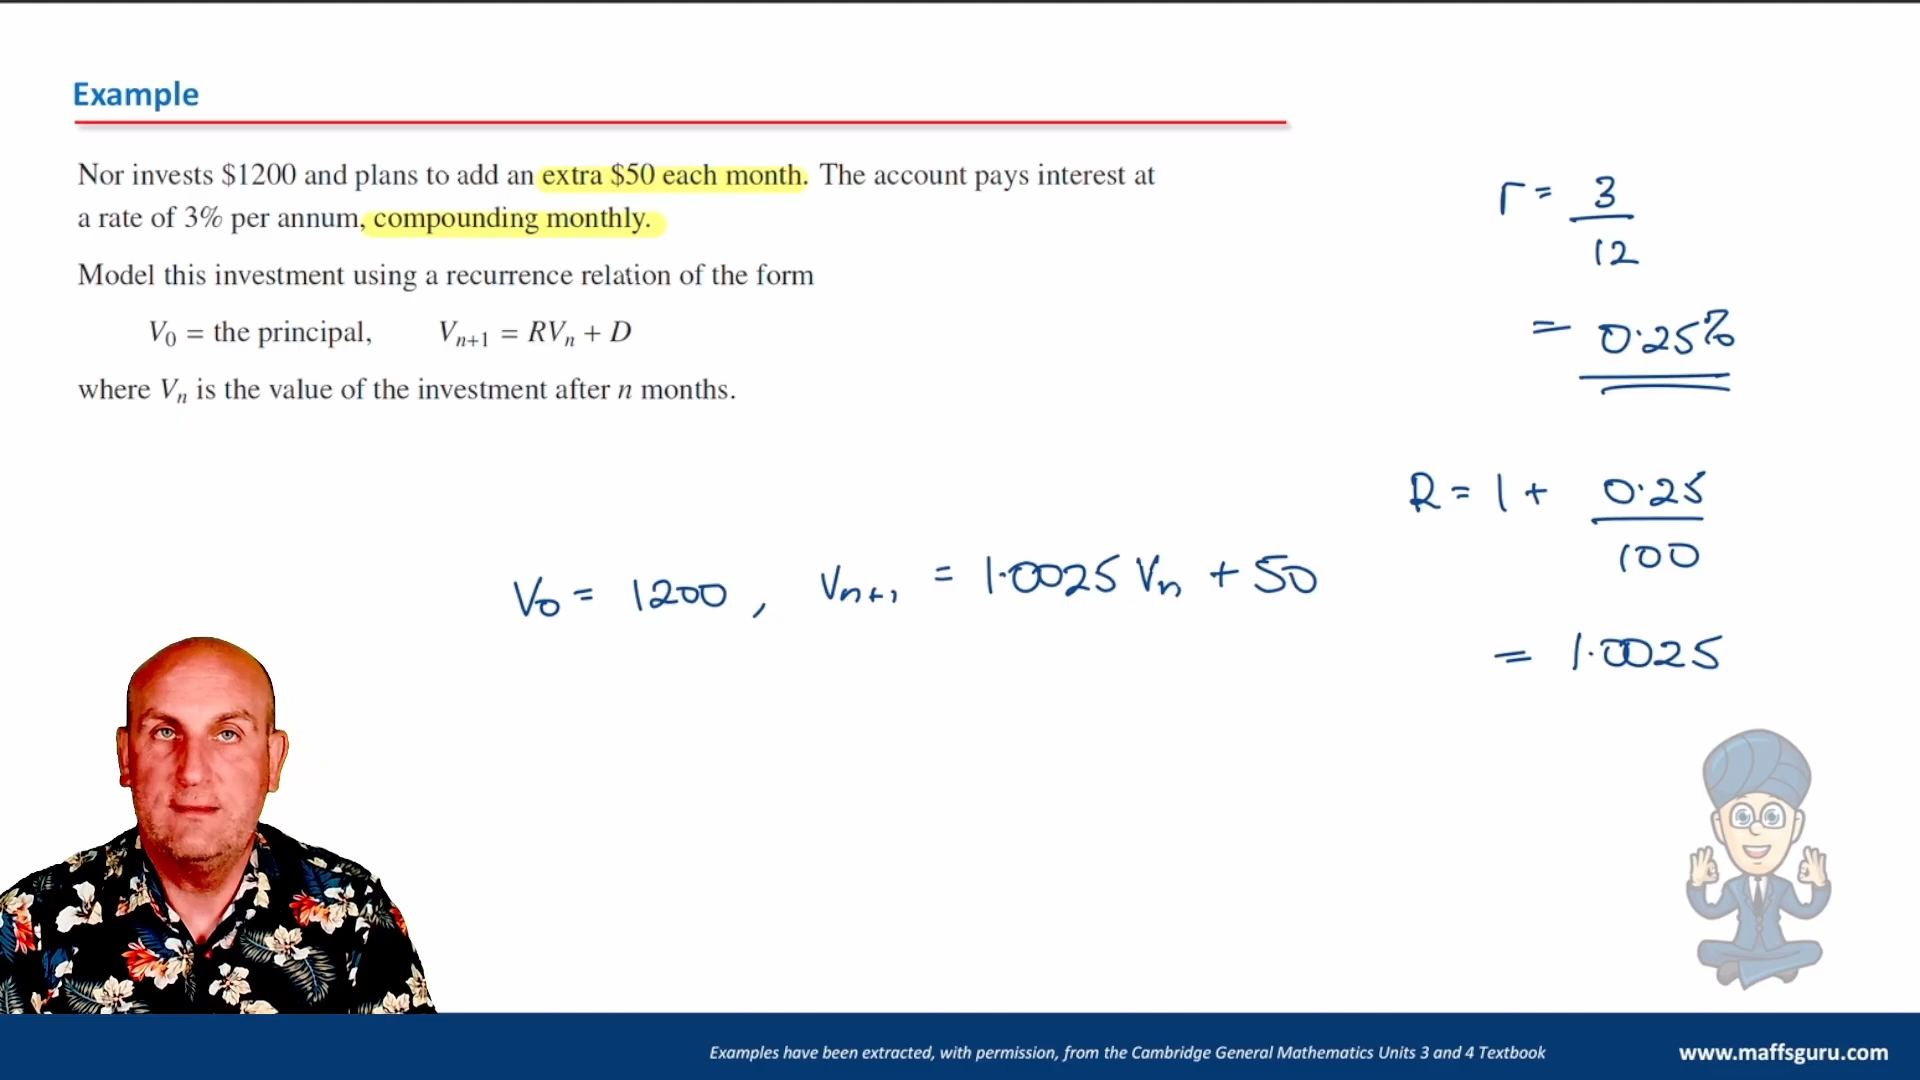 Example
Nor invests $1200 and plans to add an extra $50 each month. The account pays interest at
a rate of 3% per annum, compounding monthly.
Model this investment using a recurrence relation of the form
V₀ = the principal, Vₙ₊₁ = RVₙ + D
where Vₙ is the value of the investment after n months.
r = 3/12
= 0.25%
R = 1 + 0.25/100
V₀ = 1200, Vₙ₊₁ = 1.0025 Vₙ + 50
= 1.0025
Examples have been extracted, with permission, from the Cambridge General Mathematics Units 3 and 4 Textbook
www.maffsguru.com